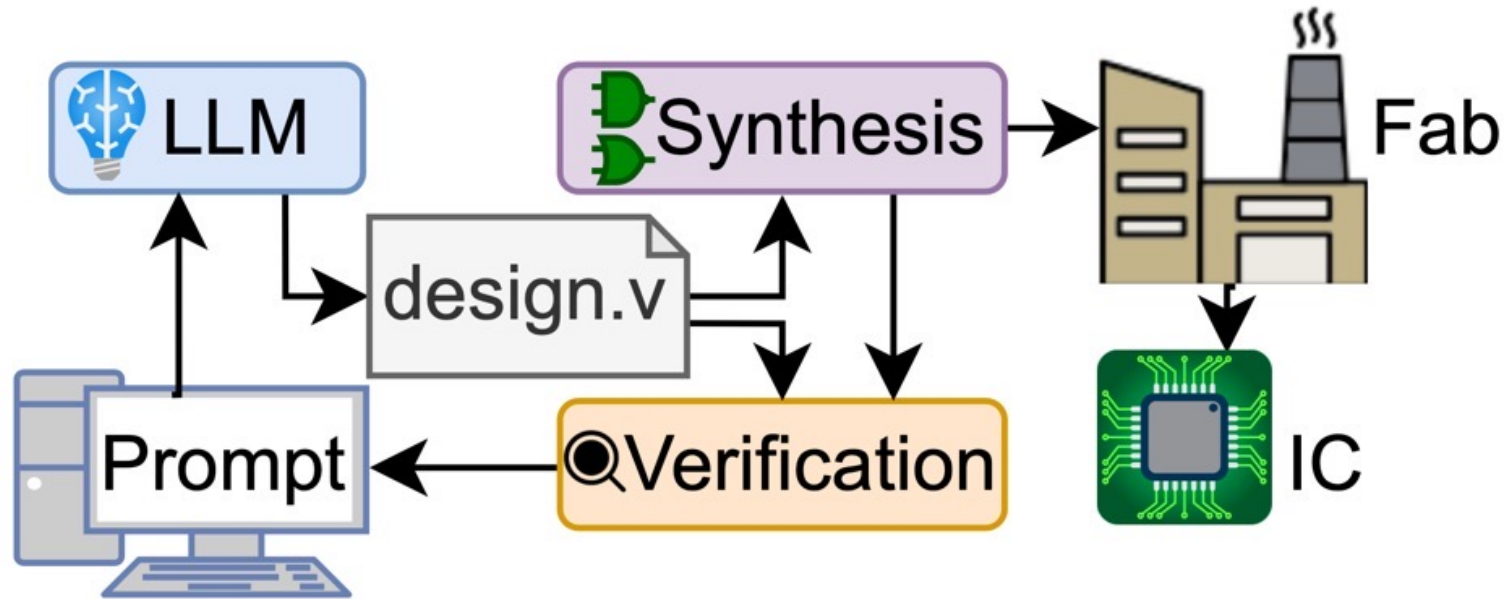 LLM
Synthesis
Fab
design.v
Prompt
Verification
IC